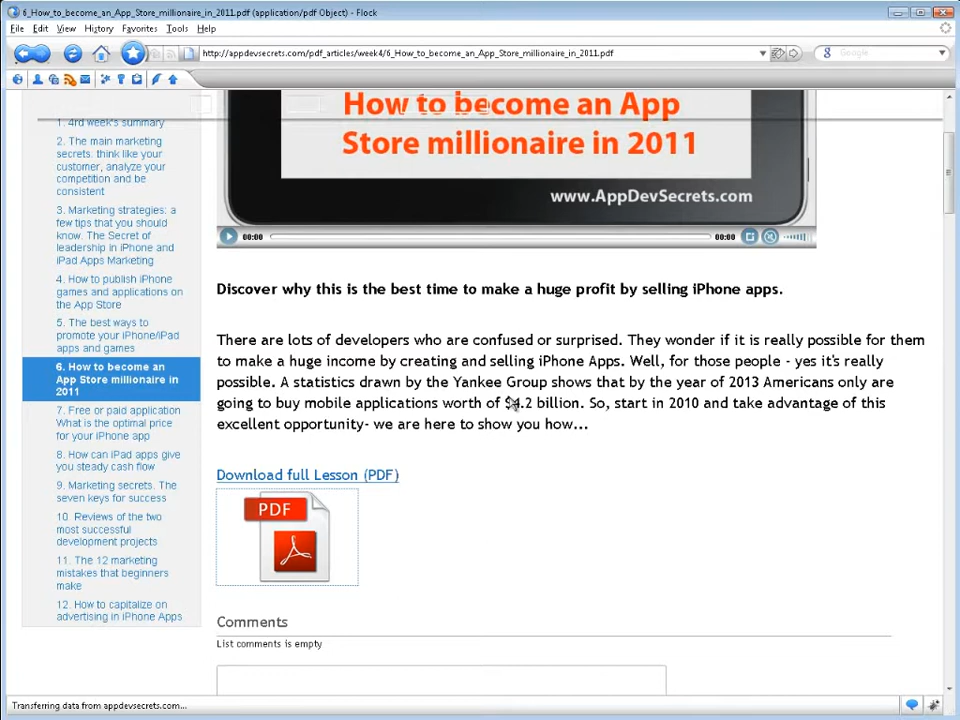 6_How_to_become_an_App_Store_millionaire_in_2011.pdf (application/pdf Object) - Flock
File Edit View History Favorites Tools Help
http://appdevsecrets.com/pdf_articles/week4/6_How_to_become_an_App_Store_millionaire_in_2011.pdf
Google
1. 4rd week's summary
2. The main marketing
secrets: think like your
customer, analyze your
competition and be
consistent
3. Marketing strategies: a
few tips that you should
know. The Secret of
leadership in iPhone and
iPad Apps Marketing
4. How to publish iPhone
games and applications on
the App Store
5. The best ways to
promote your iPhone/iPad
apps and games
6. How to become an
App Store millionaire in
2011
7. Free or paid application
What is the optimal price
for your iPhone app
8. How can iPad apps give
you steady cash flow
9. Marketing secrets. The
seven keys for success
10. Reviews of the two
most successful
development projects
11. The 12 marketing
mistakes that beginners
make
12. How to capitalize on
advertising in iPhone Apps
How to become an App
Store millionaire in 2011
www.AppDevSecrets.com
00:00
00:00
Discover why this is the best time to make a huge profit by selling iPhone apps.
There are lots of developers who are confused or surprised. They wonder if it is really possible for them
to make a huge income by creating and selling iPhone Apps. Well, for those people - yes it's really
possible. A statistics drawn by the Yankee Group shows that by the year of 2013 Americans only are
going to buy mobile applications worth of $4.2 billion. So, start in 2010 and take advantage of this
excellent opportunity- we are here to show you how...
Download full Lesson (PDF)
PDF
Comments
List comments is empty
Transferring data from appdevsecrets.com...